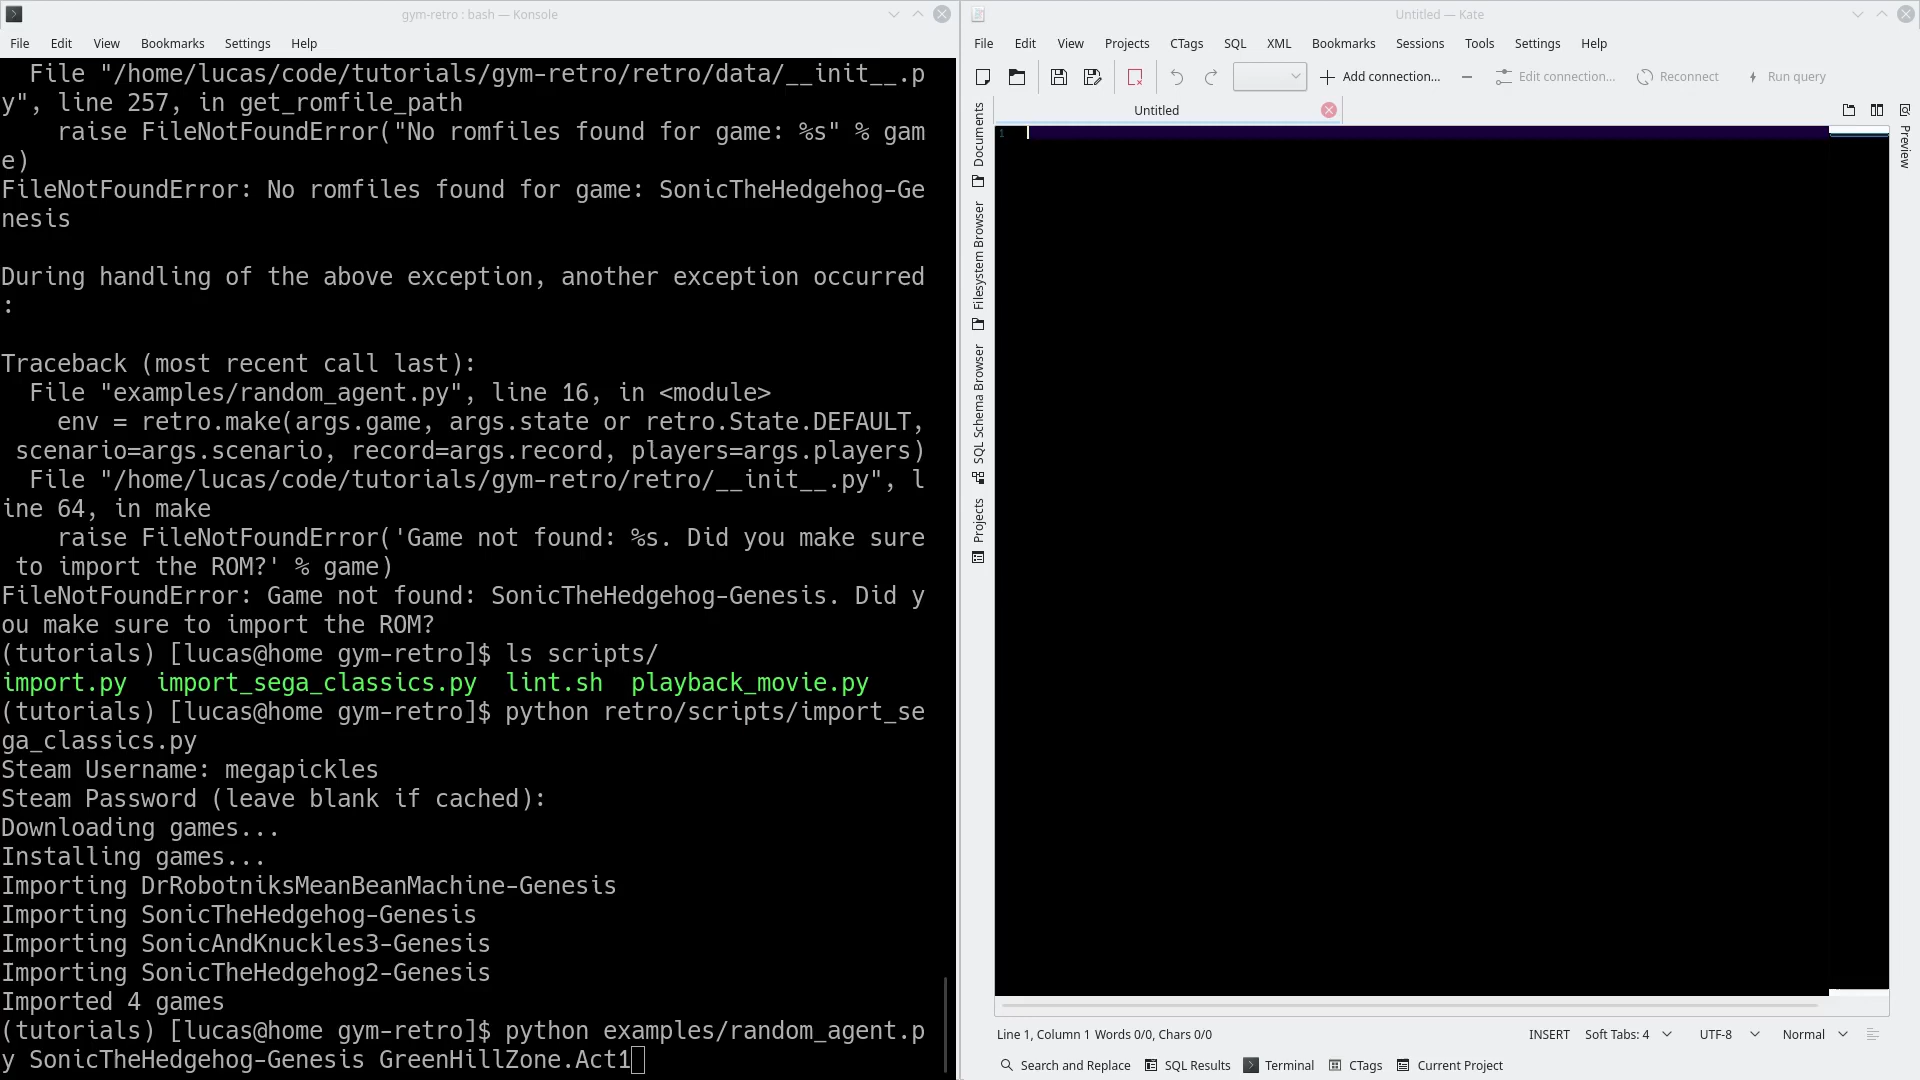 gym-retro : bash — Konsole
File Edit View Bookmarks Settings Help
  File "/home/lucas/code/tutorials/gym-retro/retro/data/__init__.p
y", line 257, in get_romfile_path
    raise FileNotFoundError("No romfiles found for game: %s" % gam
e)
FileNotFoundError: No romfiles found for game: SonicTheHedgehog-Ge
nesis
During handling of the above exception, another exception occurred
:
Traceback (most recent call last):
  File "examples/random_agent.py", line 16, in <module>
    env = retro.make(args.game, args.state or retro.State.DEFAULT,
 scenario=args.scenario, record=args.record, players=args.players)
  File "/home/lucas/code/tutorials/gym-retro/retro/__init__.py", l
ine 64, in make
    raise FileNotFoundError('Game not found: %s. Did you make sure
 to import the ROM?' % game)
FileNotFoundError: Game not found: SonicTheHedgehog-Genesis. Did y
ou make sure to import the ROM?
(tutorials) [lucas@home gym-retro]$ ls scripts/
import.py  import_sega_classics.py  lint.sh  playback_movie.py
(tutorials) [lucas@home gym-retro]$ python retro/scripts/import_se
ga_classics.py
Steam Username: megapickles
Steam Password (leave blank if cached):
Downloading games...
Installing games...
Importing DrRobotniksMeanBeanMachine-Genesis
Importing SonicTheHedgehog-Genesis
Importing SonicAndKnuckles3-Genesis
Importing SonicTheHedgehog2-Genesis
Imported 4 games
(tutorials) [lucas@home gym-retro]$ python examples/random_agent.p
y SonicTheHedgehog-Genesis GreenHillZone.Act1
Untitled — Kate
File Edit View Projects CTags SQL XML Bookmarks Sessions Tools Settings Help
Add connection... Edit connection... Reconnect Run query
Untitled
Documents
Filesystem Browser
SQL Schema Browser
Projects
1
Preview
Line 1, Column 1 Words 0/0, Chars 0/0 INSERT Soft Tabs: 4 UTF-8 Normal
Search and Replace SQL Results Terminal CTags Current Project